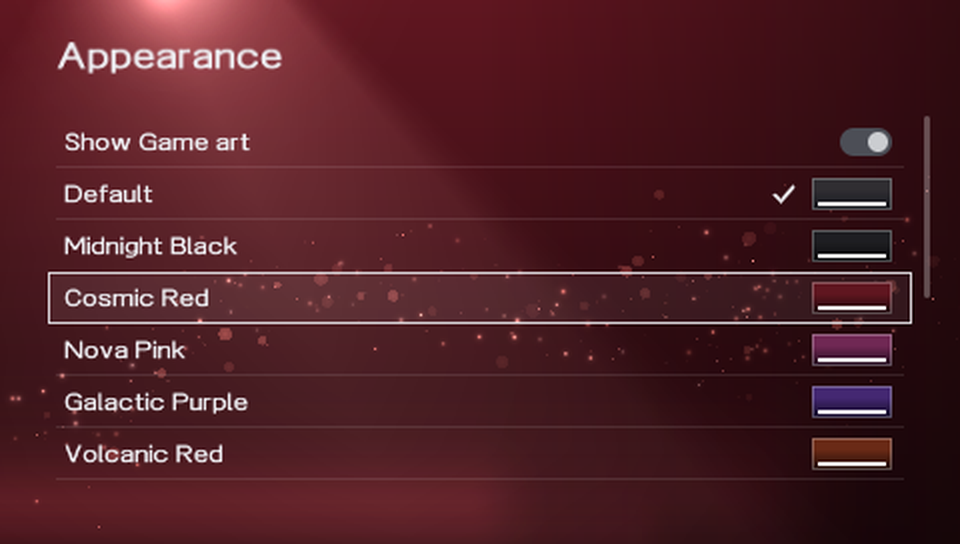 Appearance
Show Game art
Default
Midnight Black
Cosmic Red
Nova Pink
Galactic Purple
Volcanic Red